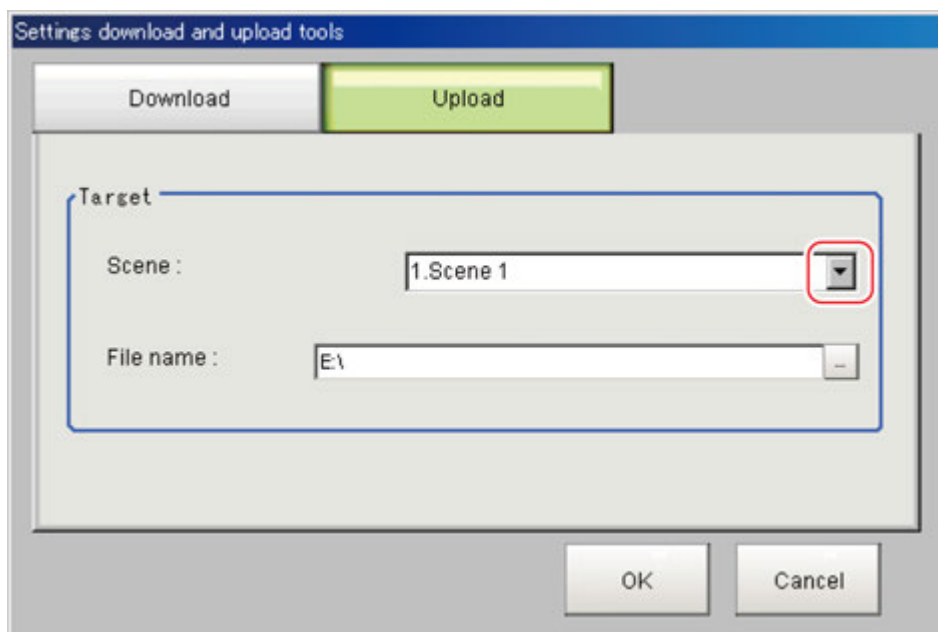 Settings download and upload tools
Download Upload
Target
Scene : 1.Scene 1
File name : E:\ ...
OK Cancel